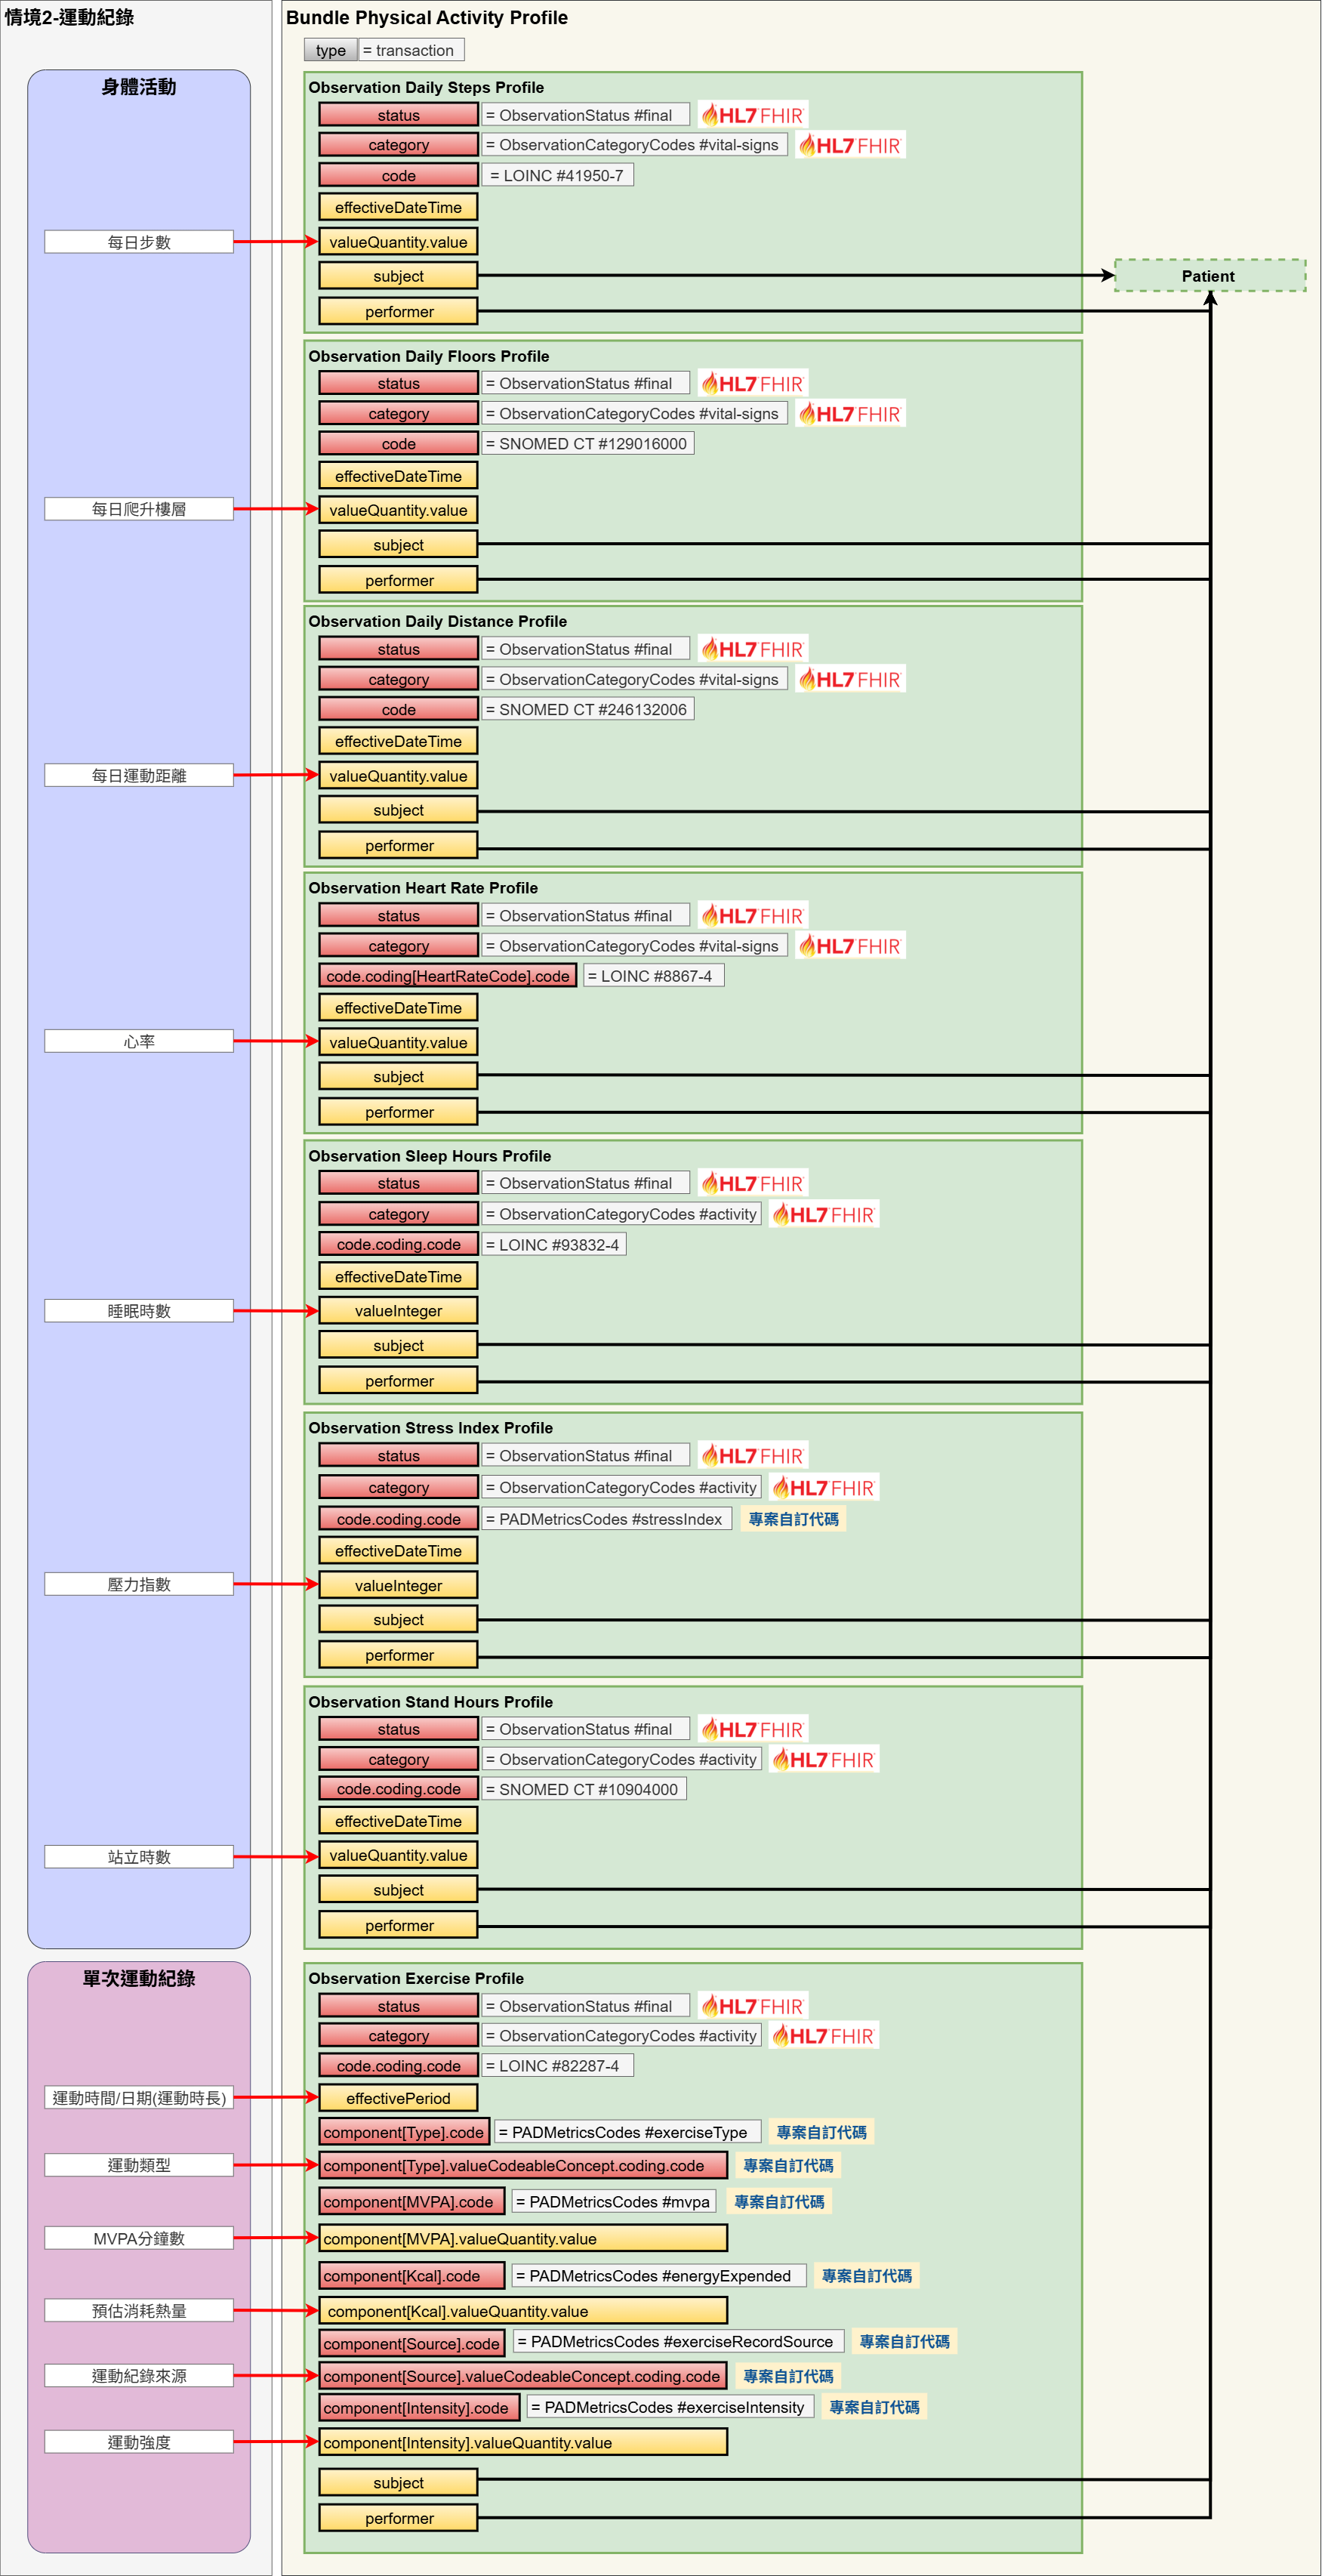 情境2-運動紀錄
Bundle Physical Activity Profile
type = transaction
身體活動
Observation Daily Steps Profile
status = ObservationStatus #final HL7 FHIR
category = ObservationCategoryCodes #vital-signs HL7 FHIR
code = LOINC #41950-7
effectiveDateTime
每日步數 valueQuantity.value
subject Patient
performer
Observation Daily Floors Profile
status = ObservationStatus #final HL7 FHIR
category = ObservationCategoryCodes #vital-signs HL7 FHIR
code = SNOMED CT #129016000
effectiveDateTime
每日爬升樓層 valueQuantity.value
subject
performer
Observation Daily Distance Profile
status = ObservationStatus #final HL7 FHIR
category = ObservationCategoryCodes #vital-signs HL7 FHIR
code = SNOMED CT #246132006
effectiveDateTime
每日運動距離 valueQuantity.value
subject
performer
Observation Heart Rate Profile
status = ObservationStatus #final HL7 FHIR
category = ObservationCategoryCodes #vital-signs HL7 FHIR
code.coding[HeartRateCode].code = LOINC #8867-4
effectiveDateTime
心率 valueQuantity.value
subject
performer
Observation Sleep Hours Profile
status = ObservationStatus #final HL7 FHIR
category = ObservationCategoryCodes #activity HL7 FHIR
code.coding.code = LOINC #93832-4
effectiveDateTime
睡眠時數 valueInteger
subject
performer
Observation Stress Index Profile
status = ObservationStatus #final HL7 FHIR
category = ObservationCategoryCodes #activity HL7 FHIR
code.coding.code = PADMetricsCodes #stressIndex 專案自訂代碼
effectiveDateTime
壓力指數 valueInteger
subject
performer
Observation Stand Hours Profile
status = ObservationStatus #final HL7 FHIR
category = ObservationCategoryCodes #activity HL7 FHIR
code.coding.code = SNOMED CT #10904000
effectiveDateTime
站立時數 valueQuantity.value
subject
performer
單次運動紀錄
Observation Exercise Profile
status = ObservationStatus #final HL7 FHIR
category = ObservationCategoryCodes #activity HL7 FHIR
code.coding.code = LOINC #82287-4
運動時間/日期(運動時長) effectivePeriod
component[Type].code = PADMetricsCodes #exerciseType 專案自訂代碼
運動類型 component[Type].valueCodeableConcept.coding.code 專案自訂代碼
component[MVPA].code = PADMetricsCodes #mvpa 專案自訂代碼
MVPA分鐘數 component[MVPA].valueQuantity.value
component[Kcal].code = PADMetricsCodes #energyExpended 專案自訂代碼
預估消耗熱量 component[Kcal].valueQuantity.value
component[Source].code = PADMetricsCodes #exerciseRecordSource 專案自訂代碼
運動紀錄來源 component[Source].valueCodeableConcept.coding.code 專案自訂代碼
component[Intensity].code = PADMetricsCodes #exerciseIntensity 專案自訂代碼
運動強度 component[Intensity].valueQuantity.value
subject
performer